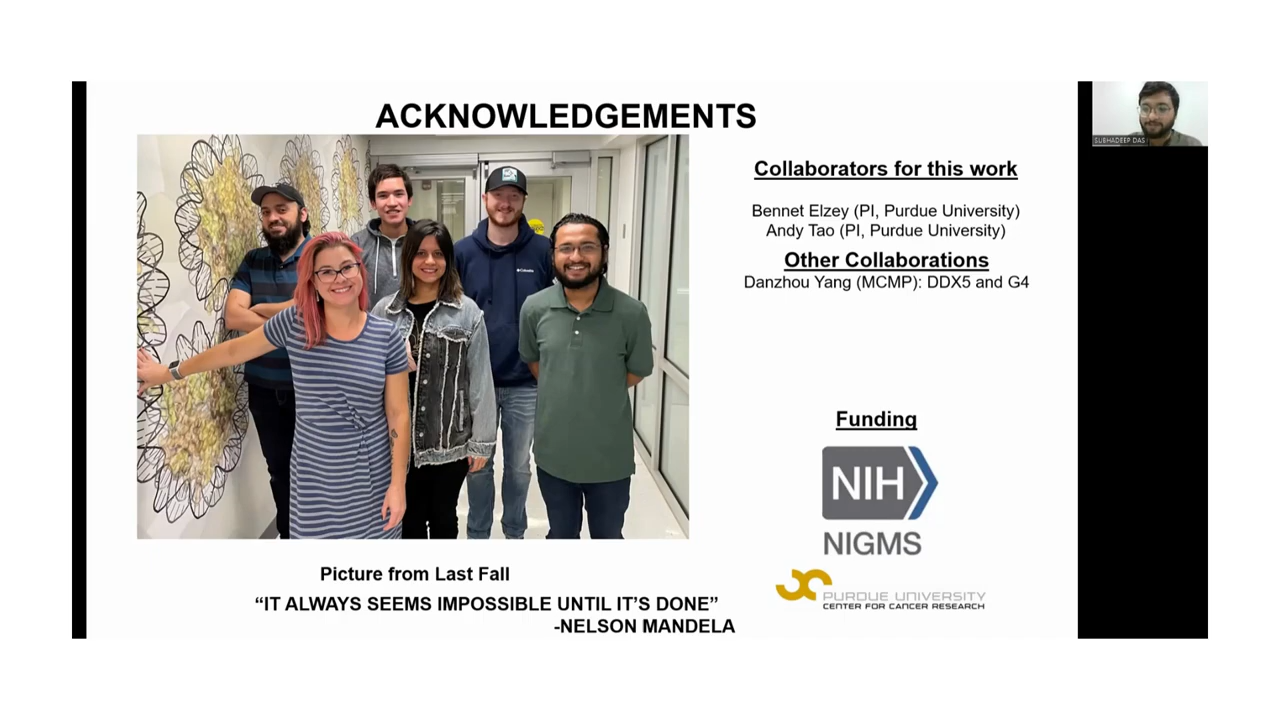 ACKNOWLEDGEMENTS
Collaborators for this work
Bennet Elzey (PI, Purdue University)
Andy Tao (PI, Purdue University)
Other Collaborations
Danzhou Yang (MCMP): DDX5 and G4
Funding
NIH
NIGMS
PURDUE UNIVERSITY
CENTER FOR CANCER RESEARCH
Picture from Last Fall
“IT ALWAYS SEEMS IMPOSSIBLE UNTIL IT’S DONE”
-NELSON MANDELA
SUBHADEEP DAS